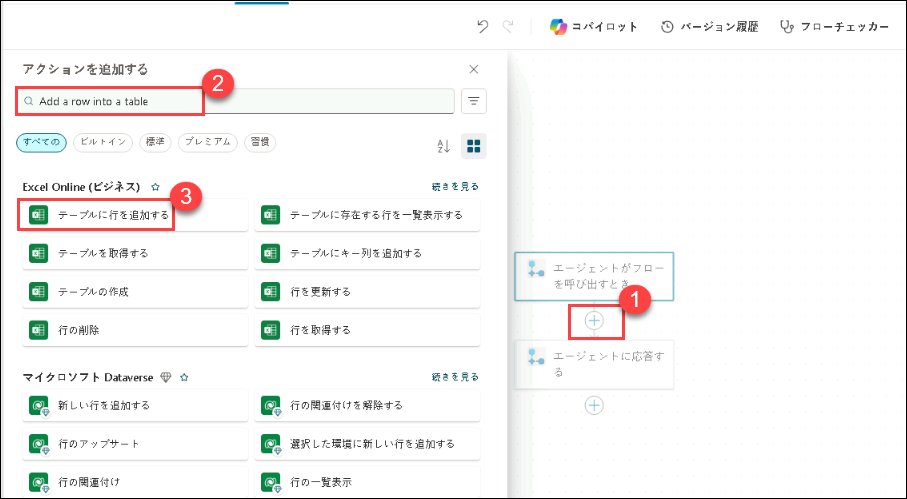 コパイロット
バージョン履歴
フローチェッカー
アクションを追加する
2
Add a row into a table
すべての
ビルトイン
標準
プレミアム
習慣
Excel Online (ビジネス)
続きを見る
3
テーブルに行を追加する
テーブルに存在する行を一覧表示する
テーブルを取得する
テーブルにキー列を追加する
テーブルの作成
行を更新する
行の削除
行を取得する
マイクロソフト Dataverse
続きを見る
新しい行を追加する
行の関連付けを解除する
行のアップサート
選択した環境に新しい行を追加する
行の関連付け
行の一覧表示
エージェントがフロー
を呼び出すとき
1
エージェントに応答す
る